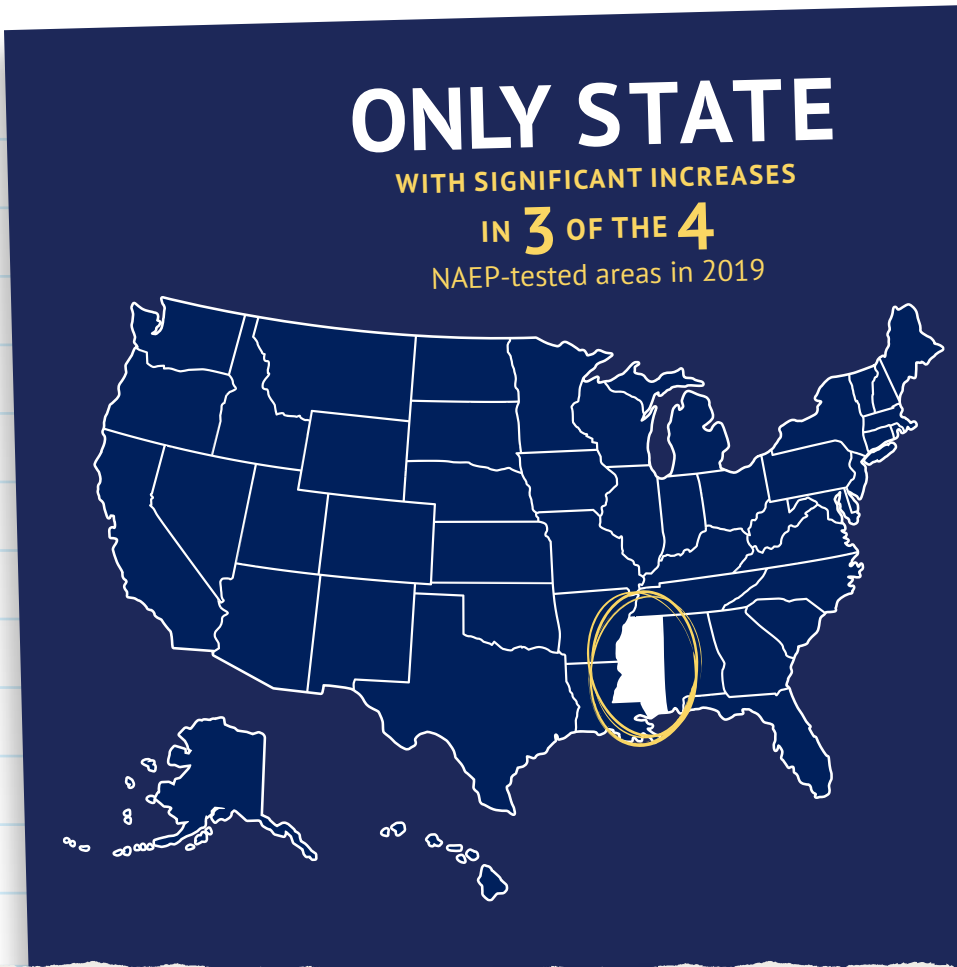 ONLY STATE
WITH SIGNIFICANT INCREASES
IN 3 OF THE 4
NAEP-tested areas in 2019